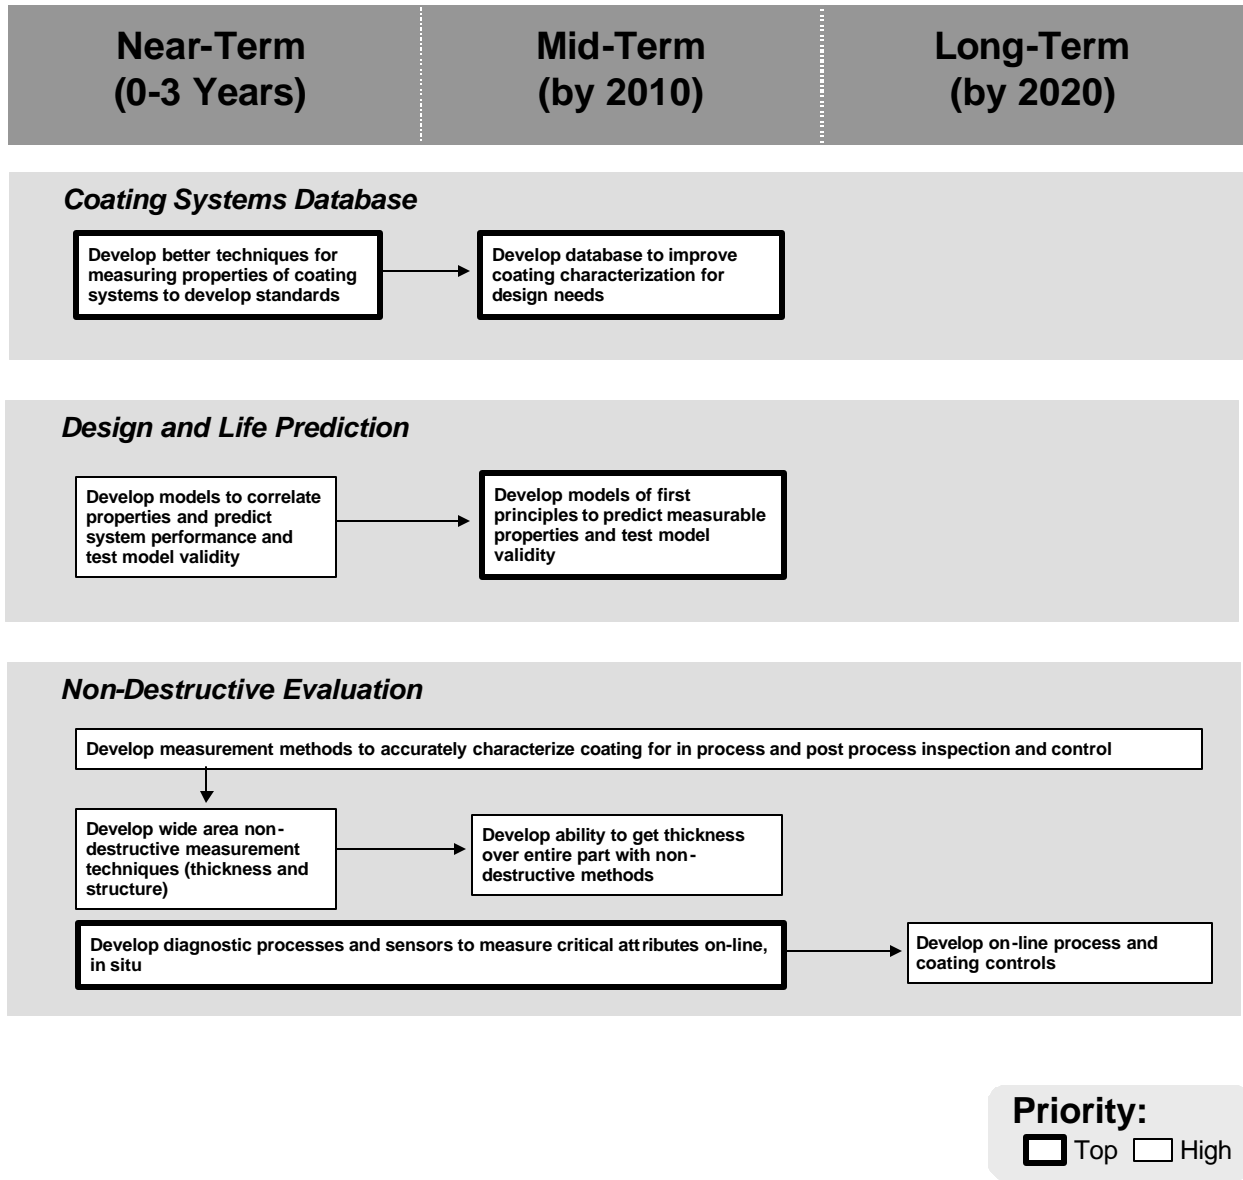 Near-Term
(0-3 Years)
Mid-Term
(by 2010)
Long-Term
(by 2020)
Coating Systems Database
Develop better techniques for
measuring properties of coating
systems to develop standards
Develop database to improve
coating characterization for
design needs
Design and Life Prediction
Develop models to correlate
properties and predict
system performance and
test model validity
Develop models of first
principles to predict measurable
properties and test model
validity
Non-Destructive Evaluation
Develop measurement methods to accurately characterize coating for in process and post process inspection and control
Develop wide area non-
destructive measurement
techniques (thickness and
structure)
Develop ability to get thickness
over entire part with non-
destructive methods
Develop diagnostic processes and sensors to measure critical attributes on-line,
in situ
Develop on-line process and
coating controls
Priority:
Top High